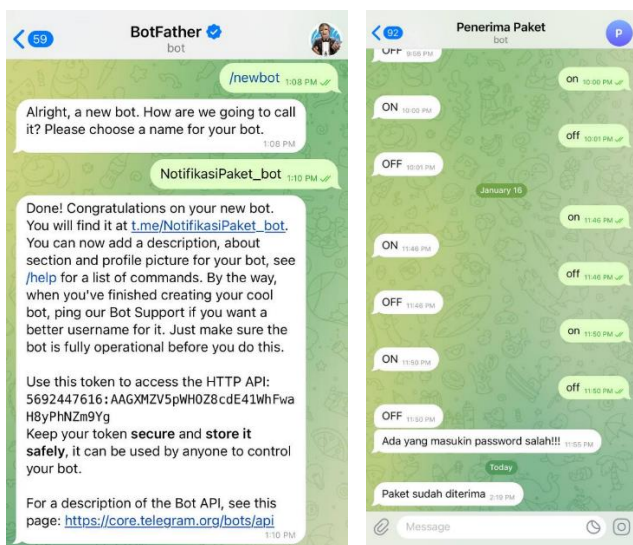 59
BotFather
bot
/newbot 1:08 PM
Alright, a new bot. How are we going to call
it? Please choose a name for your bot.
1:08 PM
NotifikasiPaket_bot 1:10 PM
Done! Congratulations on your new bot.
You will find it at t.me/NotifikasiPaket_bot.
You can now add a description, about
section and profile picture for your bot, see
/help for a list of commands. By the way,
when you've finished creating your cool
bot, ping our Bot Support if you want a
better username for it. Just make sure the
bot is fully operational before you do this.
Use this token to access the HTTP API:
5692447616:AAGXMZV5pWHOZ8cdE41WhFwa
H8yPhNZm9Yg
Keep your token secure and store it
safely, it can be used by anyone to control
your bot.
For a description of the Bot API, see this
page: https://core.telegram.org/bots/api
1:10 PM
92
Penerima Paket
bot
P
OFF 9:08 PM
on 10:00 PM
ON 10:00 PM
off 10:01 PM
OFF 10:01 PM
January 16
on 11:46 PM
ON 11:46 PM
off 11:46 PM
OFF 11:46 PM
on 11:50 PM
ON 11:50 PM
off 11:50 PM
OFF 11:50 PM
Ada yang masukin password salah!!! 11:55 PM
Today
Paket sudah diterima 2:19 PM
Message